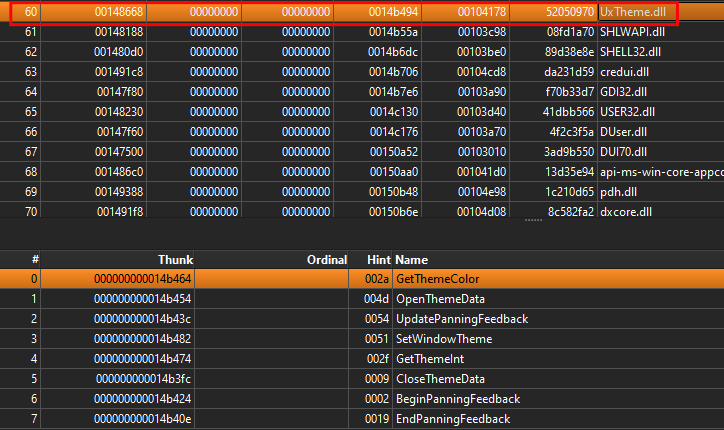 60 00148668 00000000 00000000 0014b494 00104178 52050970 UxTheme.dll
61 00148188 00000000 00000000 0014b55a 00103c98 08fd1a70 SHLWAPI.dll
62 001480d0 00000000 00000000 0014b6dc 00103be0 89d38e8e SHELL32.dll
63 001491c8 00000000 00000000 0014b706 00104cd8 da231d59 credui.dll
64 00147f80 00000000 00000000 0014b7e6 00103a90 f70b33d7 GDI32.dll
65 00148230 00000000 00000000 0014c130 00103d40 41dbb566 USER32.dll
66 00147f60 00000000 00000000 0014c176 00103a70 4f2c3f5a DUser.dll
67 00147500 00000000 00000000 00150a52 00103010 3ad9b550 DUI70.dll
68 001486c0 00000000 00000000 00150aa0 001041d0 13d35e94 api-ms-win-core-appco
69 00149388 00000000 00000000 00150b48 00104e98 1c210d65 pdh.dll
70 001491f8 00000000 00000000 00150b6e 00104d08 8c582fa2 dxcore.dll
# Thunk Ordinal Hint Name
0 000000000014b464 002a GetThemeColor
1 000000000014b454 004d OpenThemeData
2 000000000014b43c 0054 UpdatePanningFeedback
3 000000000014b482 0051 SetWindowTheme
4 000000000014b474 002f GetThemeInt
5 000000000014b3fc 0009 CloseThemeData
6 000000000014b424 0002 BeginPanningFeedback
7 000000000014b40e 0019 EndPanningFeedback